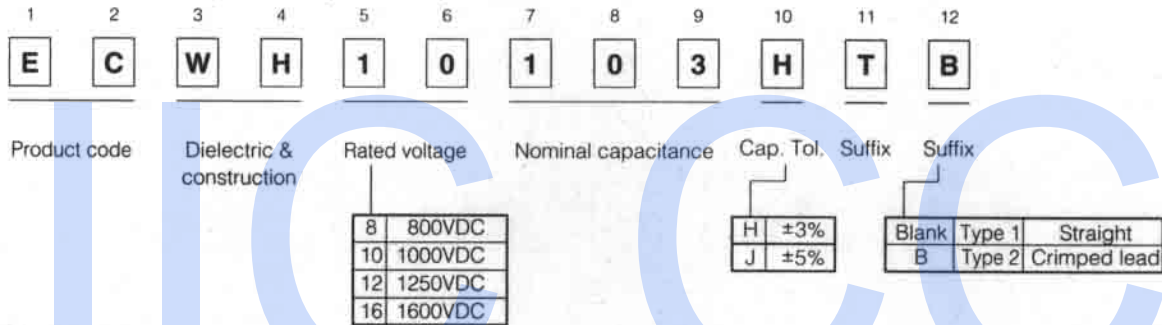 1 2 3 4 5 6 7 8 9 10 11 12
E C W H 1 0 1 0 3 H T B
Product code Dielectric & construction Rated voltage Nominal capacitance Cap. Tol. Suffix Suffix
8 800VDC
10 1000VDC
12 1250VDC
16 1600VDC
H ±3%
J ±5%
Blank Type 1 Straight
B Type 2 Crimped lead